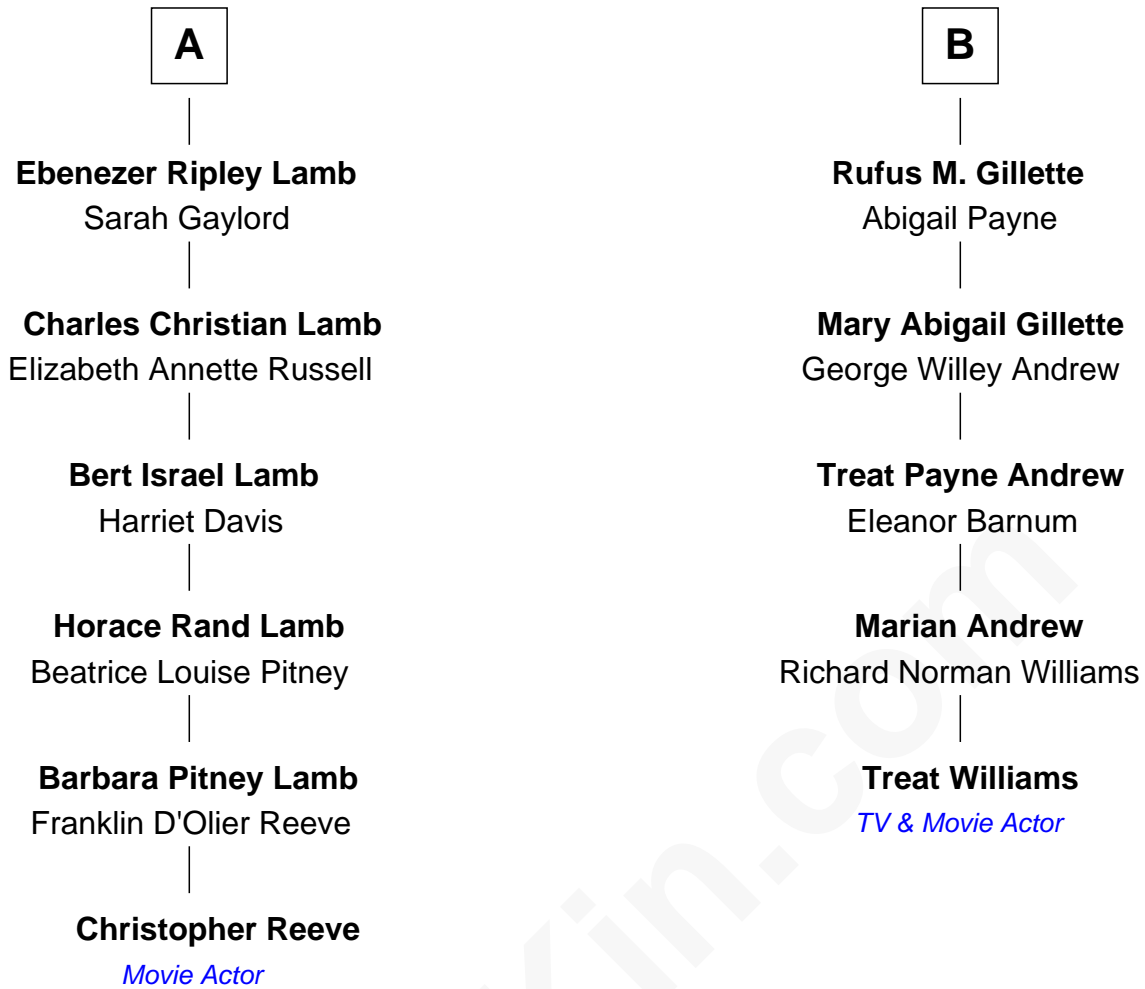 A
Ebenezer Ripley Lamb
Sarah Gaylord
Charles Christian Lamb
Elizabeth Annette Russell
Bert Israel Lamb
Harriet Davis
Horace Rand Lamb
Beatrice Louise Pitney
Barbara Pitney Lamb
Franklin D'Olier Reeve
Christopher Reeve
Movie Actor
B
Rufus M. Gillette
Abigail Payne
Mary Abigail Gillette
George Willey Andrew
Treat Payne Andrew
Eleanor Barnum
Marian Andrew
Richard Norman Williams
Treat Williams
TV & Movie Actor